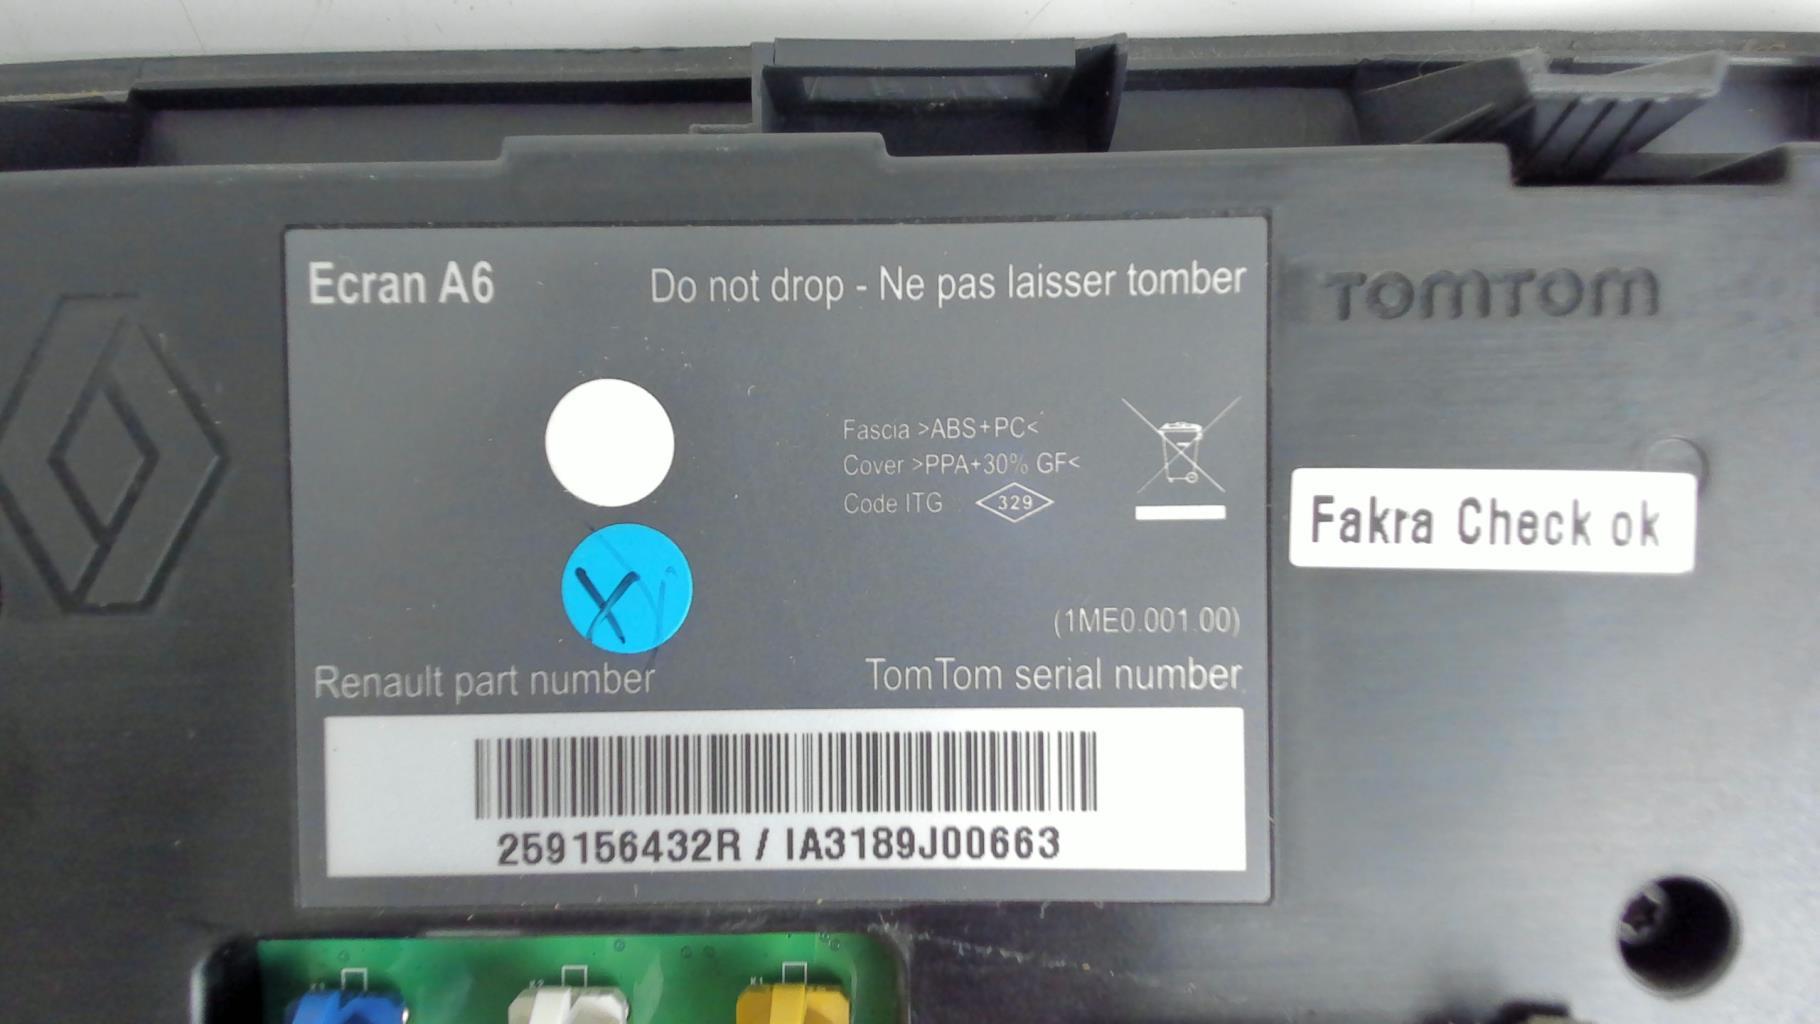 Ecran A6
Do not drop - Ne pas laisser tomber
TOMTOM
Fascia >ABS+PC<
Cover >PPA+30% GF<
Code ITG 329
Fakra Check ok
(1ME0.001.00)
Renault part number
TomTom serial number
259156432R / IA3189J00663